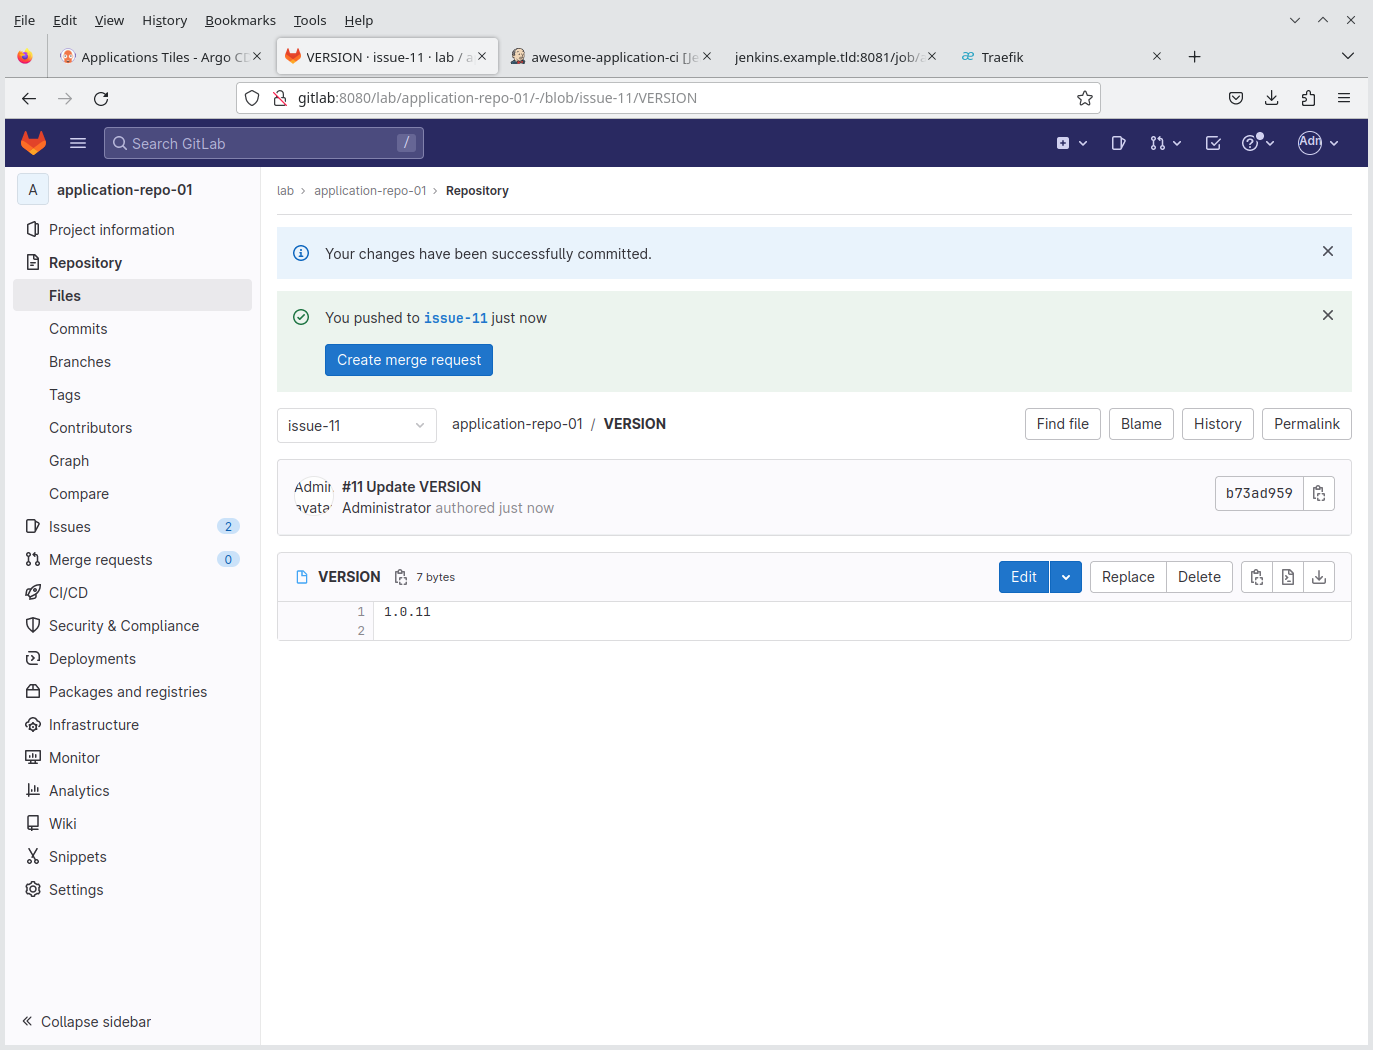 File Edit View History Bookmarks Tools Help
Applications Tiles - Argo CD
VERSION · issue-11 · lab / a
awesome-application-ci [Je
jenkins.example.tld:8081/job/a
Traefik
gitlab:8080/lab/application-repo-01/-/blob/issue-11/VERSION
Search GitLab /
Adn
A application-repo-01
Project information
Repository
Files
Commits
Branches
Tags
Contributors
Graph
Compare
Issues 2
Merge requests 0
CI/CD
Security & Compliance
Deployments
Packages and registries
Infrastructure
Monitor
Analytics
Wiki
Snippets
Settings
Collapse sidebar
lab › application-repo-01 › Repository
Your changes have been successfully committed.
You pushed to issue-11 just now
Create merge request
issue-11 application-repo-01 / VERSION Find file Blame History Permalink
Admin
avatar
#11 Update VERSION
Administrator authored just now
b73ad959
VERSION 7 bytes Edit Replace Delete
1 1.0.11
2